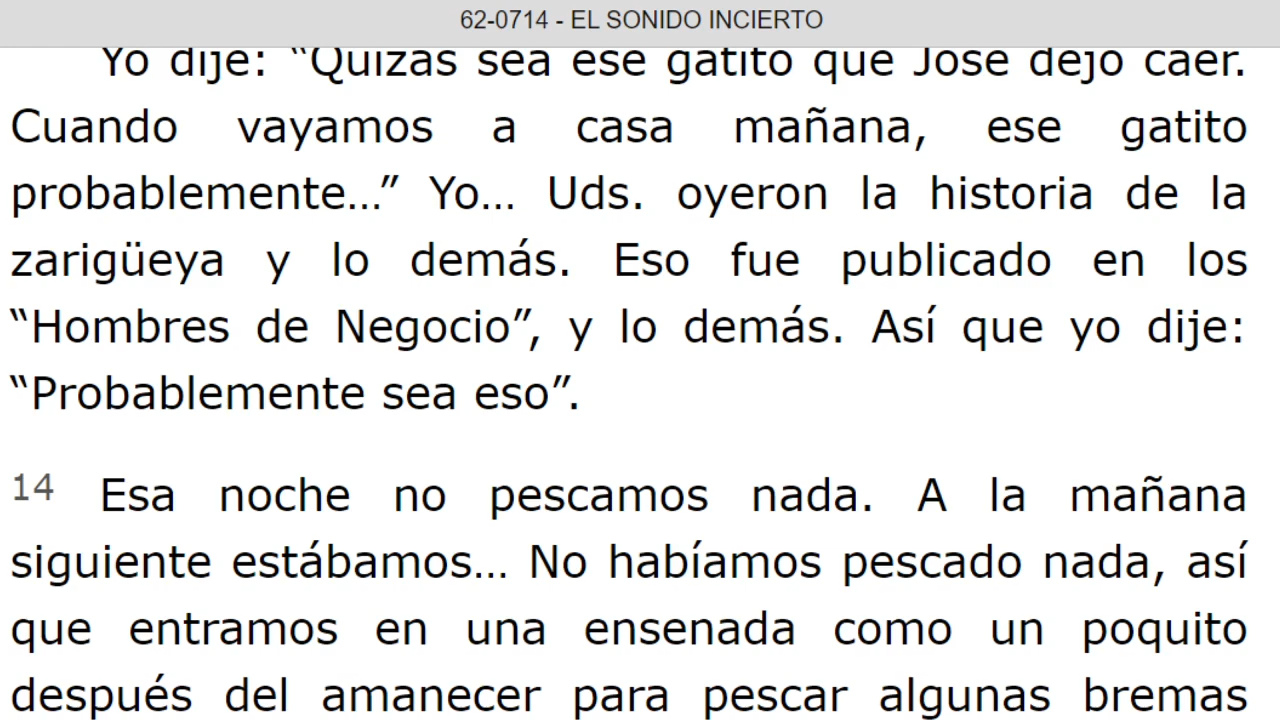 62-0714 - EL SONIDO INCIERTO
Yo dije: “Quizás sea ese gatito que José dejó caer.
Cuando vayamos a casa mañana, ese gatito
probablemente…” Yo… Uds. oyeron la historia de la
zarigüeya y lo demás. Eso fue publicado en los
“Hombres de Negocio”, y lo demás. Así que yo dije:
“Probablemente sea eso”.
14 Esa noche no pescamos nada. A la mañana
siguiente estábamos… No habíamos pescado nada, así
que entramos en una ensenada como un poquito
después del amanecer para pescar algunas bremas